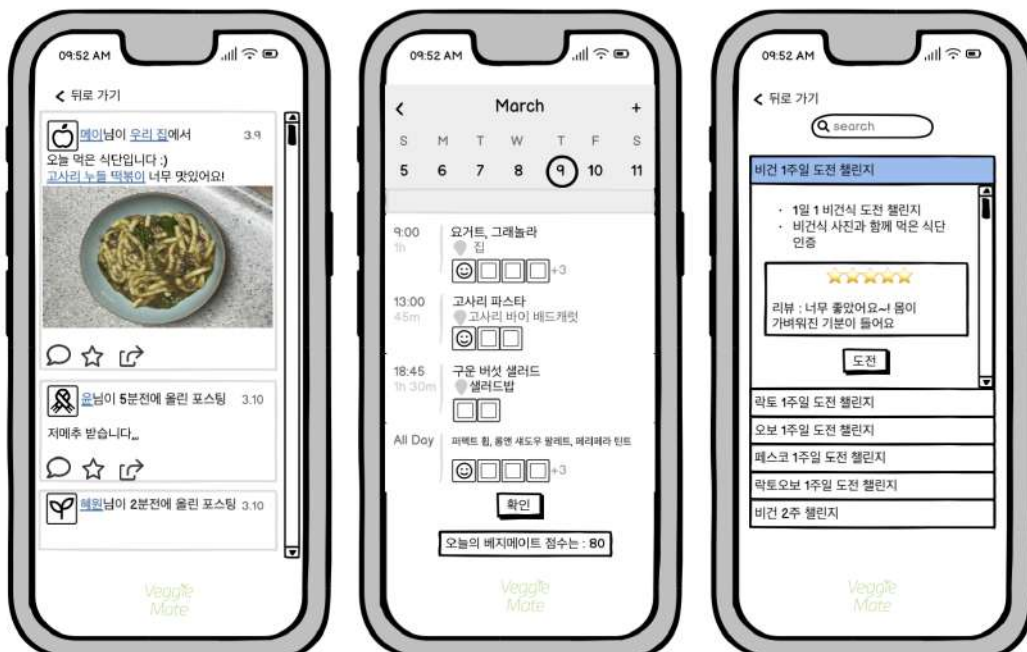 09:52 AM
뒤로 가기
메이님이 우리 집에서 3.9
오늘 먹은 식단입니다 :)
고사리 누들 떡볶이 너무 맛있어요!
윤님이 5분전에 올린 포스팅 3.10
저메추 받습니다,,,
혜원님이 2분전에 올린 포스팅 3.10
Veggie
Mate
09:52 AM
March +
S M T W T F S
5 6 7 8 9 10 11
9:00 요거트, 그래놀라
1h 집
+3
13:00 고사리 파스타
45m 고사리 바이 배드캐럿
18:45 구운 버섯 샐러드
1h 30m 샐러드밥
All Day 퍼펙트 휩, 롬앤 섀도우 팔레트, 페리페라 틴트
+3
확인
오늘의 베지메이트 점수는 : 80
Veggie
Mate
09:52 AM
뒤로 가기
search
비건 1주일 도전 챌린지
· 1일 1 비건식 도전 챌린지
· 비건식 사진과 함께 먹은 식단
인증
리뷰 : 너무 좋았어요~! 몸이
가벼워진 기분이 들어요
도전
락토 1주일 도전 챌린지
오보 1주일 도전 챌린지
페스코 1주일 도전 챌린지
락토오보 1주일 도전 챌린지
비건 2주 챌린지
Veggie
Mate